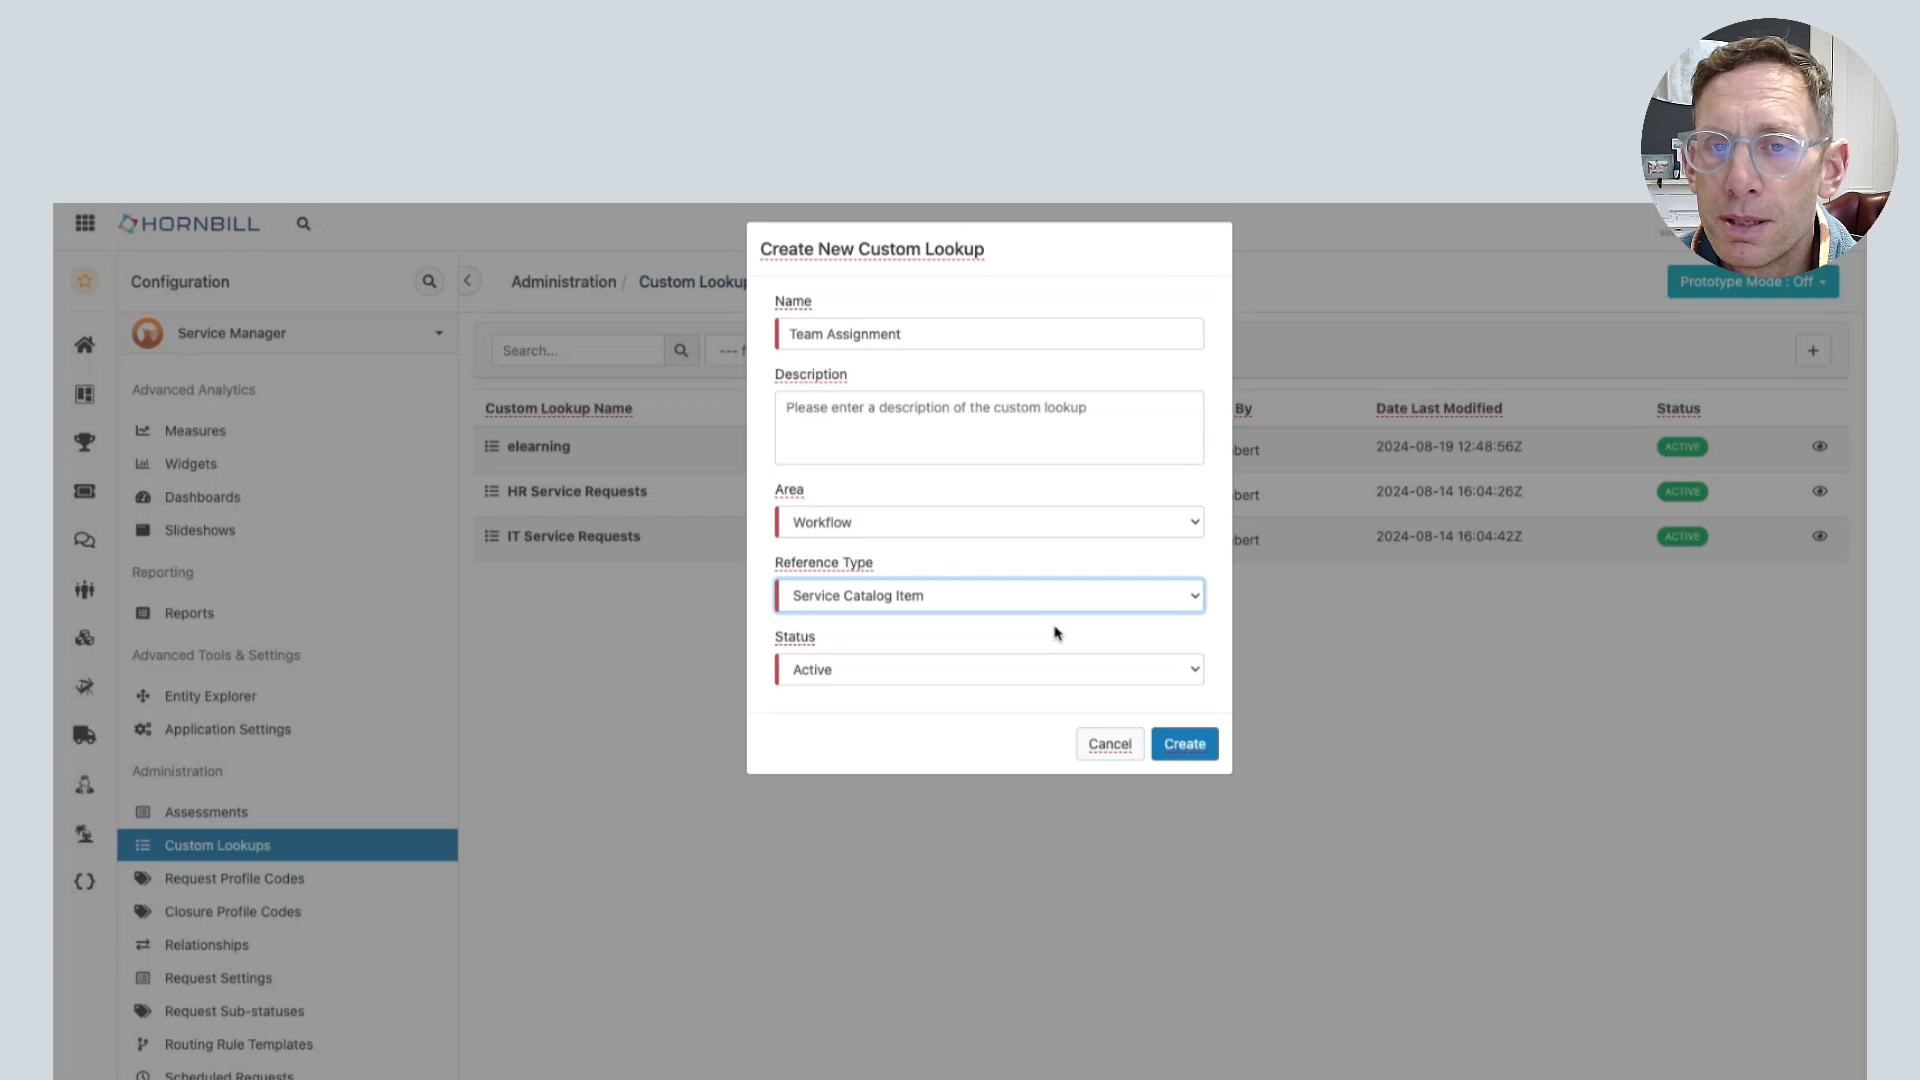 HORNBILL
Configuration
Administration / Custom Lookup
Prototype Mode : Off
Service Manager
Search...
--- f
+
Advanced Analytics
Measures
Widgets
Dashboards
Slideshows
Reporting
Reports
Advanced Tools & Settings
Entity Explorer
Application Settings
Administration
Assessments
Custom Lookups
Request Profile Codes
Closure Profile Codes
Relationships
Request Settings
Request Sub-statuses
Routing Rule Templates
Scheduled Requests
Custom Lookup Name
By
Date Last Modified
Status
elearning
bert
2024-08-19 12:48:56Z
ACTIVE
HR Service Requests
bert
2024-08-14 16:04:26Z
ACTIVE
IT Service Requests
bert
2024-08-14 16:04:42Z
ACTIVE
Create New Custom Lookup
Name
Team Assignment
Description
Please enter a description of the custom lookup
Area
Workflow
Reference Type
Service Catalog Item
Status
Active
Cancel
Create